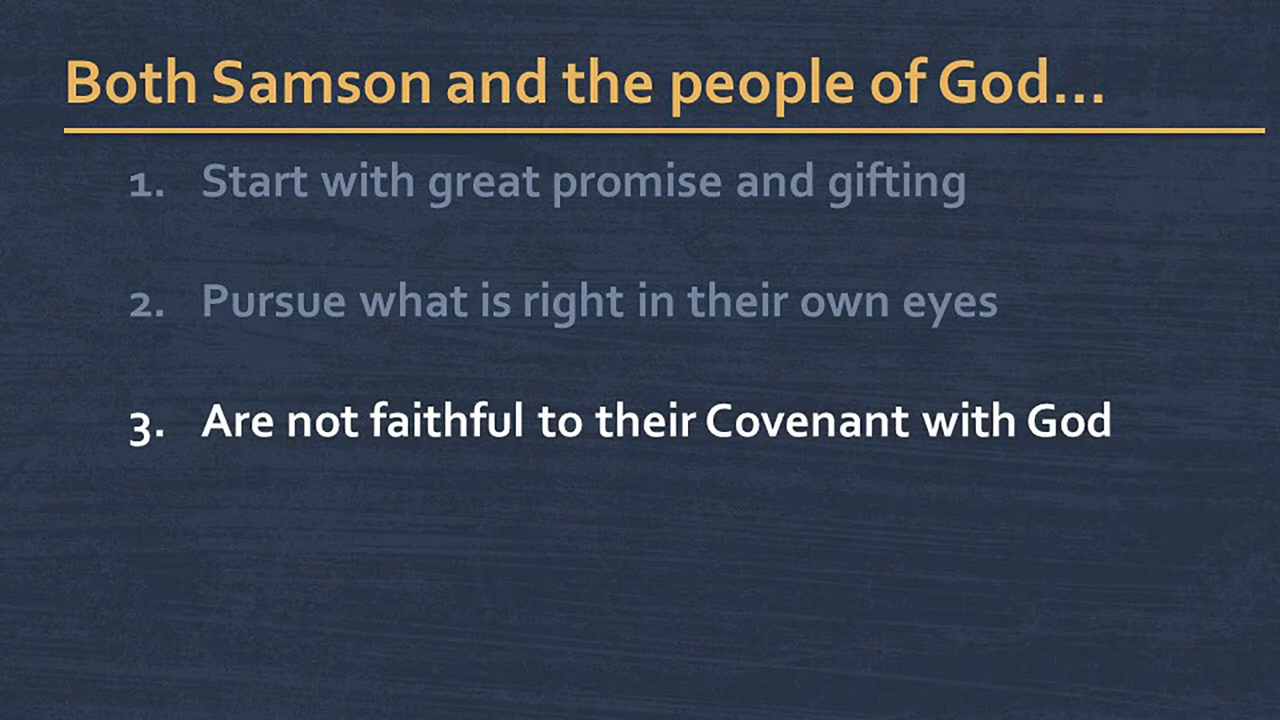 Both Samson and the people of God...
1. Start with great promise and gifting
2. Pursue what is right in their own eyes
3. Are not faithful to their Covenant with God